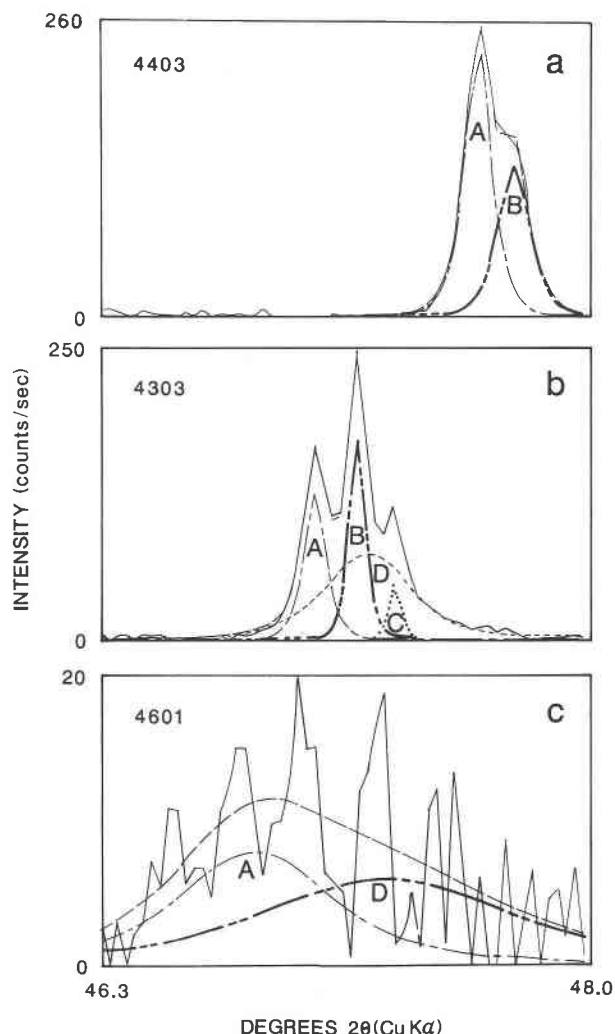 260
4403
a
A
B
0
250
4303
b
A
B
D
C
0
INTENSITY (counts/sec)
20
4601
c
A
D
0
46.3
48.0
DEGREES 2θ(Cu Kα)